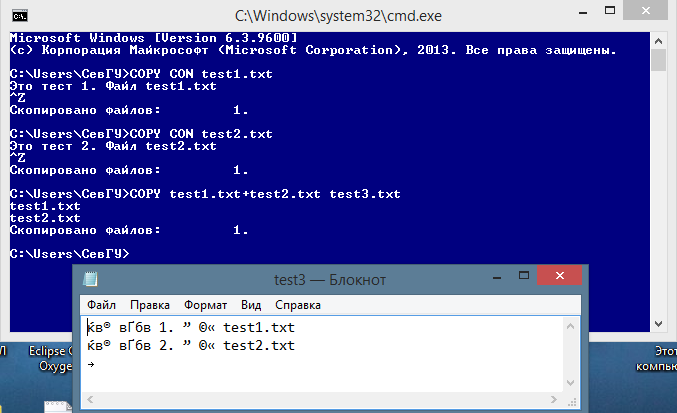 C:\Windows\system32\cmd.exe
Microsoft Windows [Version 6.3.9600]
(c) Корпорация Майкрософт (Microsoft Corporation), 2013. Все права защищены.
C:\Users\СевГУ>COPY CON test1.txt
Это тест 1. Файл test1.txt
^Z
Скопировано файлов: 1.
C:\Users\СевГУ>COPY CON test2.txt
Это тест 2. Файл test2.txt
^Z
Скопировано файлов: 1.
C:\Users\СевГУ>COPY test1.txt+test2.txt test3.txt
test1.txt
test2.txt
Скопировано файлов: 1.
C:\Users\СевГУ>
test3 — Блокнот
Файл Правка Формат Вид Справка
ќв® вҐбв 1. ” ©« test1.txt
ќв® вҐбв 2. ” ©« test2.txt
→
Eclipse
Oxyge
Этот
компью